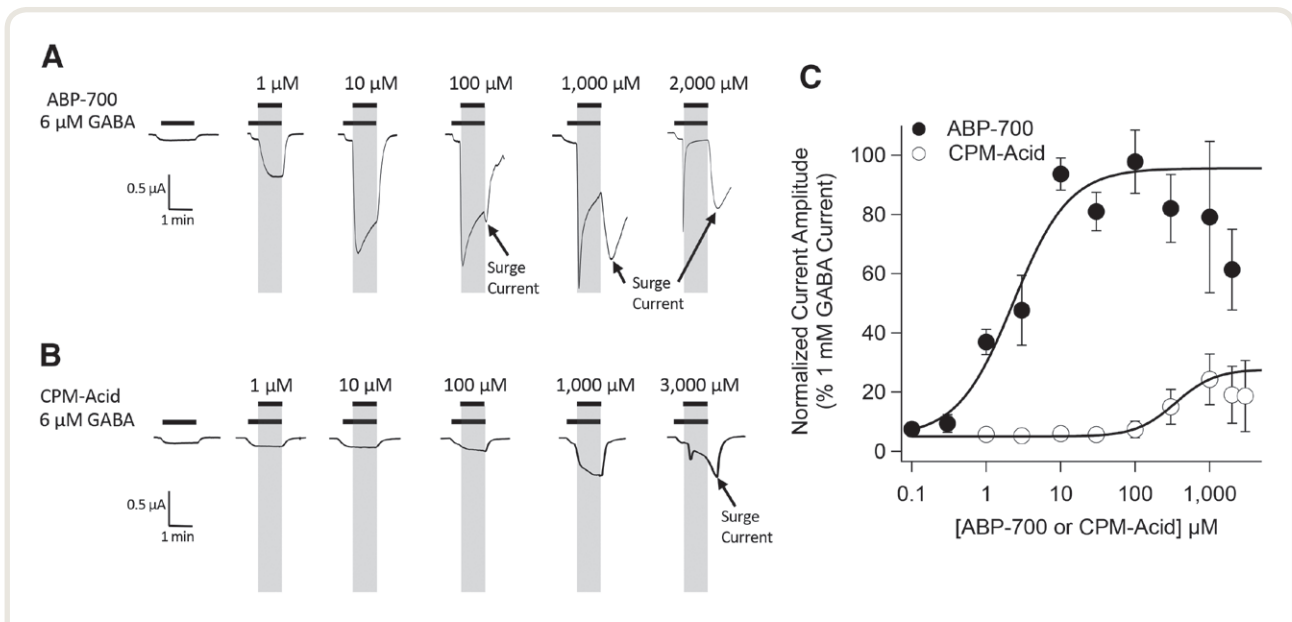 A
ABP-700
6 µM GABA
1 µM
10 µM
100 µM
1,000 µM
2,000 µM
0.5 µA
1 min
Surge
Current
Surge
Current
B
CPM-Acid
6 µM GABA
1 µM
10 µM
100 µM
1,000 µM
3,000 µM
0.5 µA
1 min
Surge
Current
C
ABP-700
CPM-Acid
Normalized Current Amplitude
(% 1 mM GABA Current)
100
80
60
40
20
0
0.1
1
10
100
1,000
[ABP-700 or CPM-Acid] µM